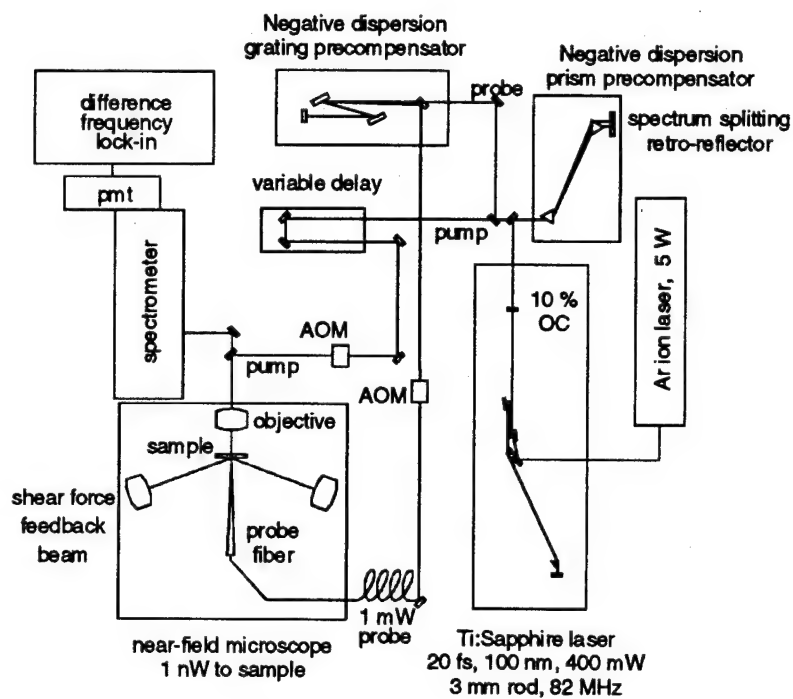 Negative dispersion
grating precompensator
Negative dispersion
prism precompensator
difference
frequency
lock-in
probe
spectrum splitting
retro-reflector
pmt
variable delay
pump
spectrometer
10 %
OC
Ar ion laser, 5 W
AOM
pump
AOM
objective
sample
shear force
feedback
beam
probe
fiber
1 mW
probe
near-field microscope
1 nW to sample
Ti:Sapphire laser
20 fs, 100 nm, 400 mW
3 mm rod, 82 MHz